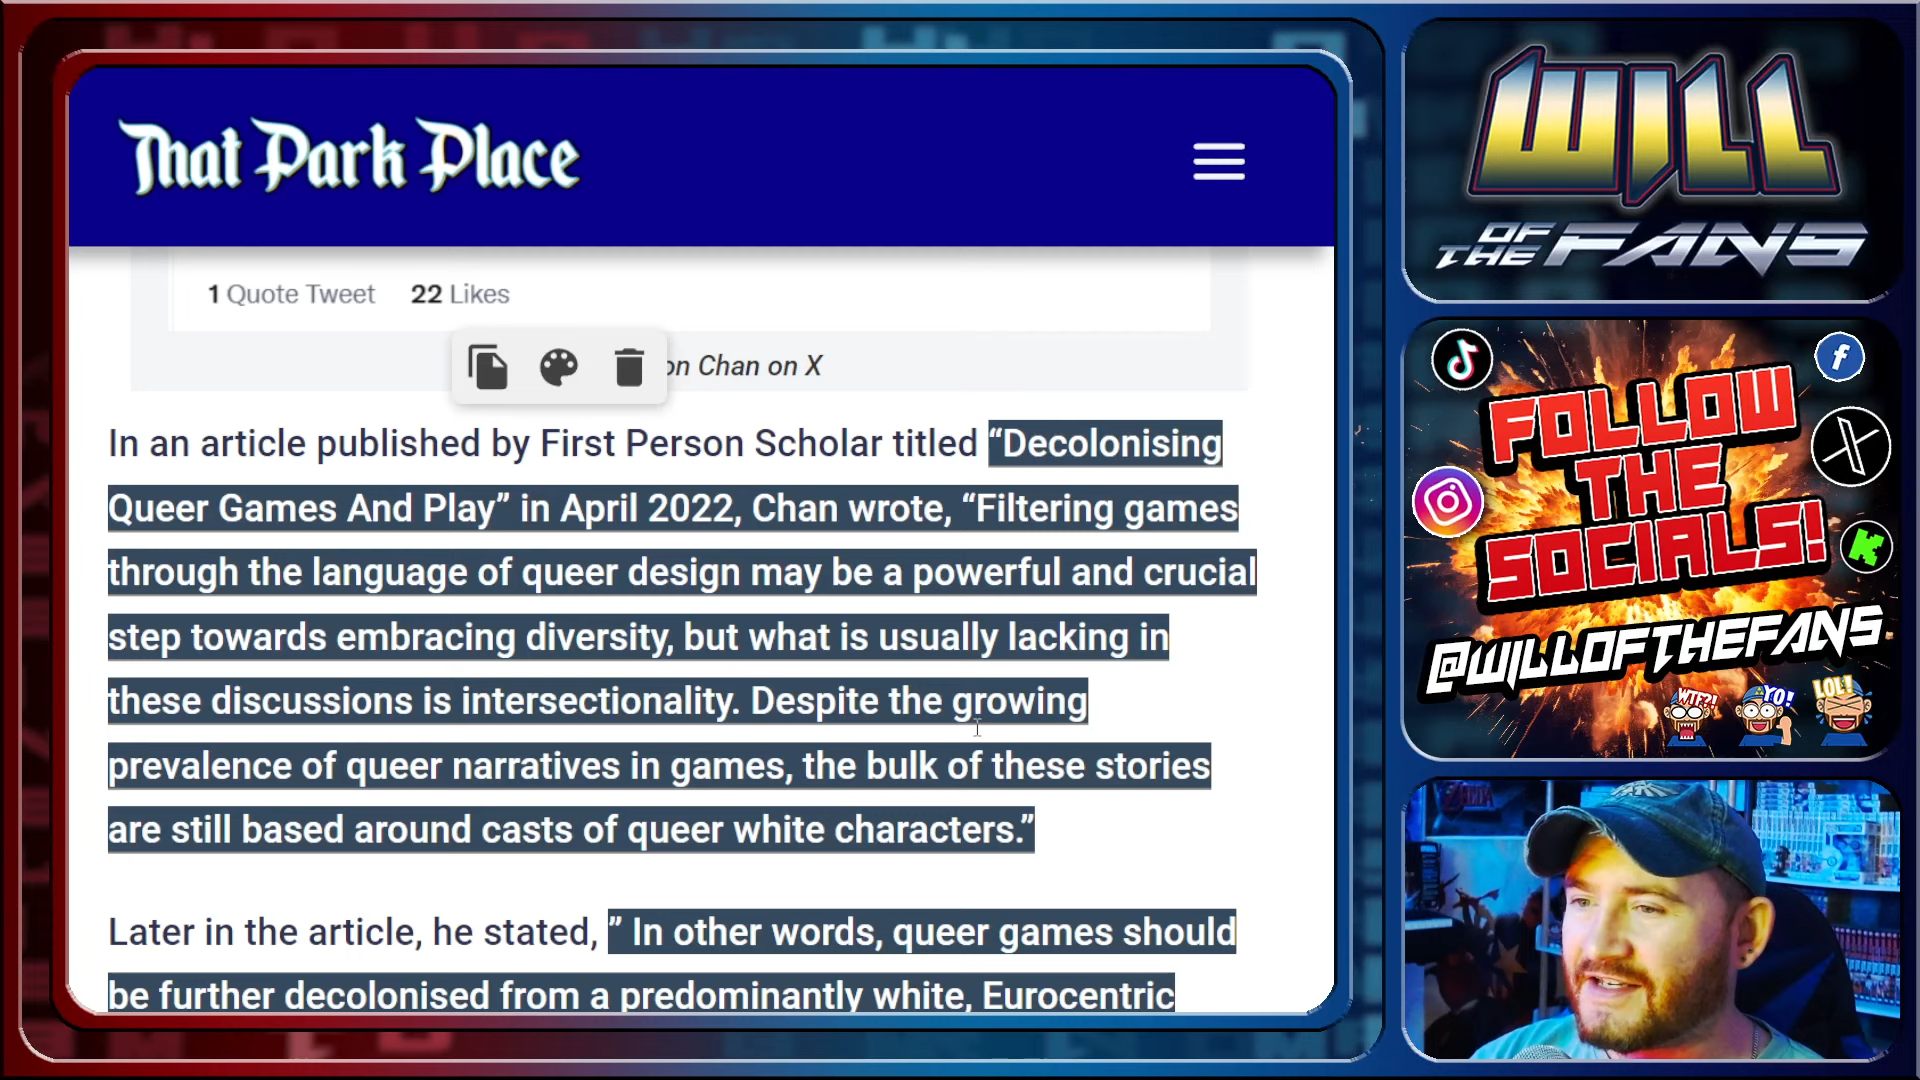 That Park Place
1 Quote Tweet 22 Likes
on Chan on X
In an article published by First Person Scholar titled “Decolonising
Queer Games And Play” in April 2022, Chan wrote, “Filtering games
through the language of queer design may be a powerful and crucial
step towards embracing diversity, but what is usually lacking in
these discussions is intersectionality. Despite the growing
prevalence of queer narratives in games, the bulk of these stories
are still based around casts of queer white characters.”
Later in the article, he stated, ” In other words, queer games should
be further decolonised from a predominantly white, Eurocentric
WILL
OF THE FANS
FOLLOW
THE
SOCIALS!
@WILLOFTHEFANS
WTF?!
YO!
LOL!